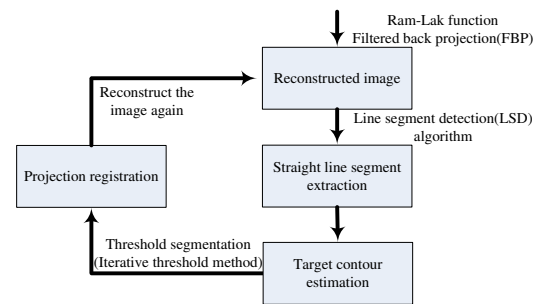 Ram-Lak function
Filtered back projection(FBP)
Reconstructed image
Reconstruct the
image again
Line segment detection(LSD)
algorithm
Projection registration
Straight line segment
extraction
Threshold segmentation
(Iterative threshold method)
Target contour
estimation